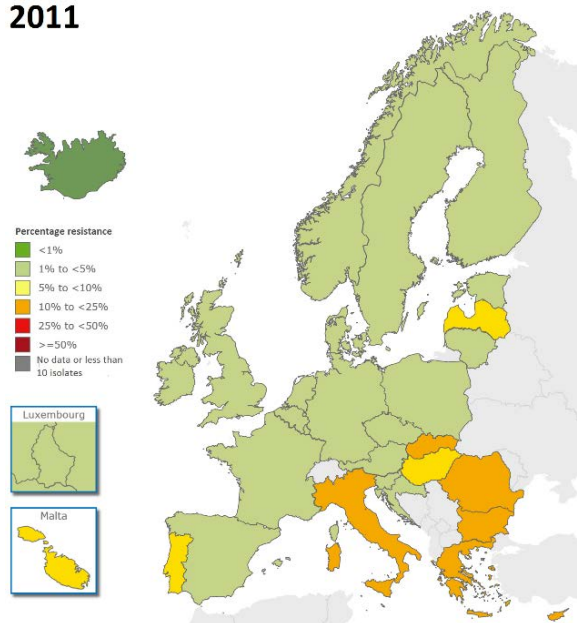 2011
Percentage resistance
<1%
1% to <5%
5% to <10%
10% to <25%
25% to <50%
>=50%
No data or less than
10 isolates
Luxembourg
Malta